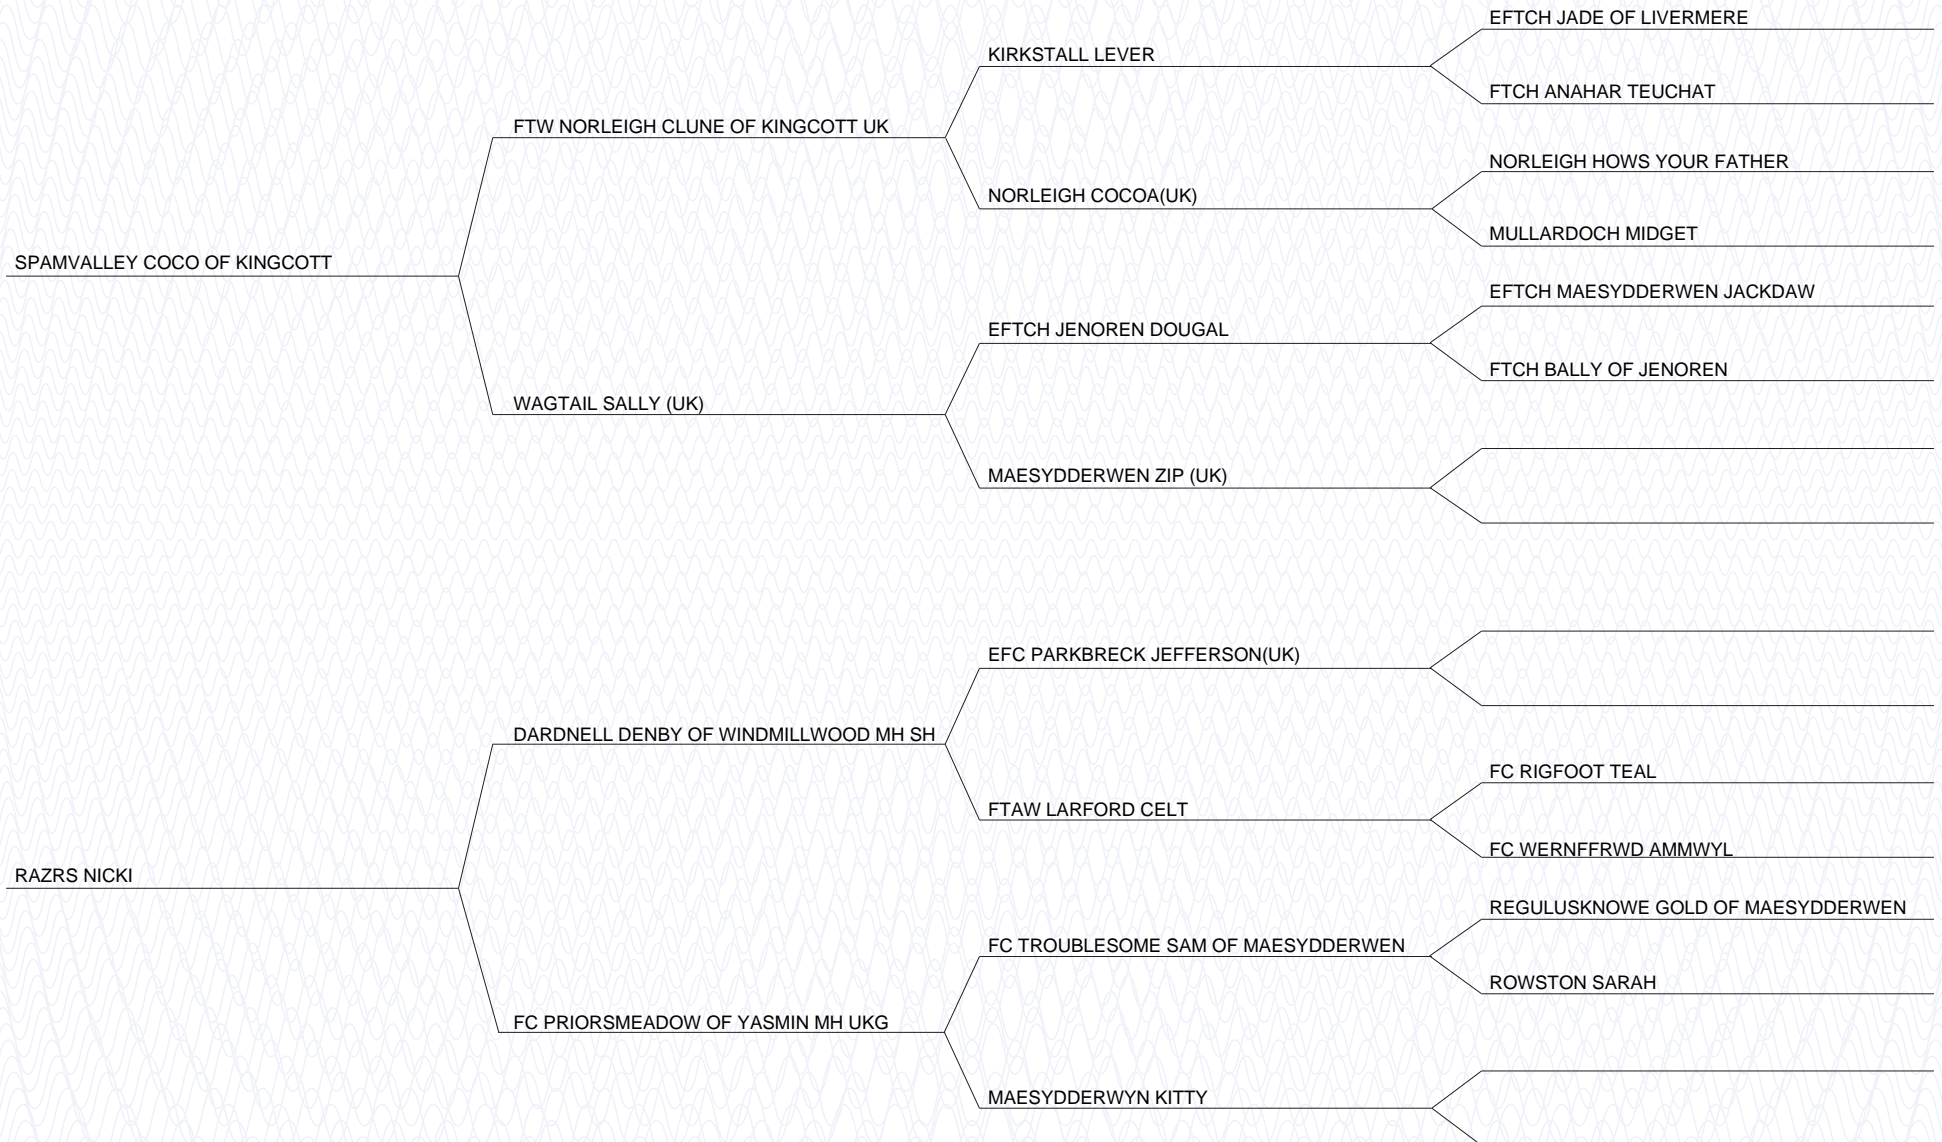 EFTCH JADE OF LIVERMERE
KIRKSTALL LEVER
FTCH ANAHAR TEUCHAT
FTW NORLEIGH CLUNE OF KINGCOTT UK
NORLEIGH HOWS YOUR FATHER
NORLEIGH COCOA(UK)
MULLARDOCH MIDGET
SPAMVALLEY COCO OF KINGCOTT
EFTCH MAESYDDERWEN JACKDAW
EFTCH JENOREN DOUGAL
FTCH BALLY OF JENOREN
WAGTAIL SALLY (UK)
MAESYDDERWEN ZIP (UK)
EFC PARKBRECK JEFFERSON(UK)
DARDNELL DENBY OF WINDMILLWOOD MH SH
FC RIGFOOT TEAL
FTAW LARFORD CELT
FC WERNFFRWD AMMWYL
RAZRS NICKI
REGULUSKNOWE GOLD OF MAESYDDERWEN
FC TROUBLESOME SAM OF MAESYDDERWEN
ROWSTON SARAH
FC PRIORSMEADOW OF YASMIN MH UKG
MAESYDDERWYN KITTY